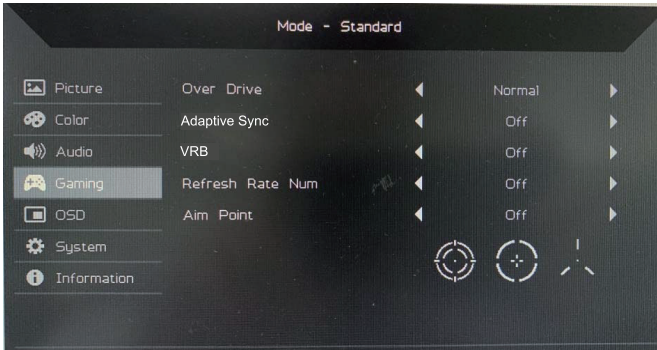 Mode - Standard
Picture
Over Drive
Normal
Color
Adaptive Sync
Off
Audio
VRB
Off
Gaming
Refresh Rate Num
Off
OSD
Aim Point
Off
System
Information